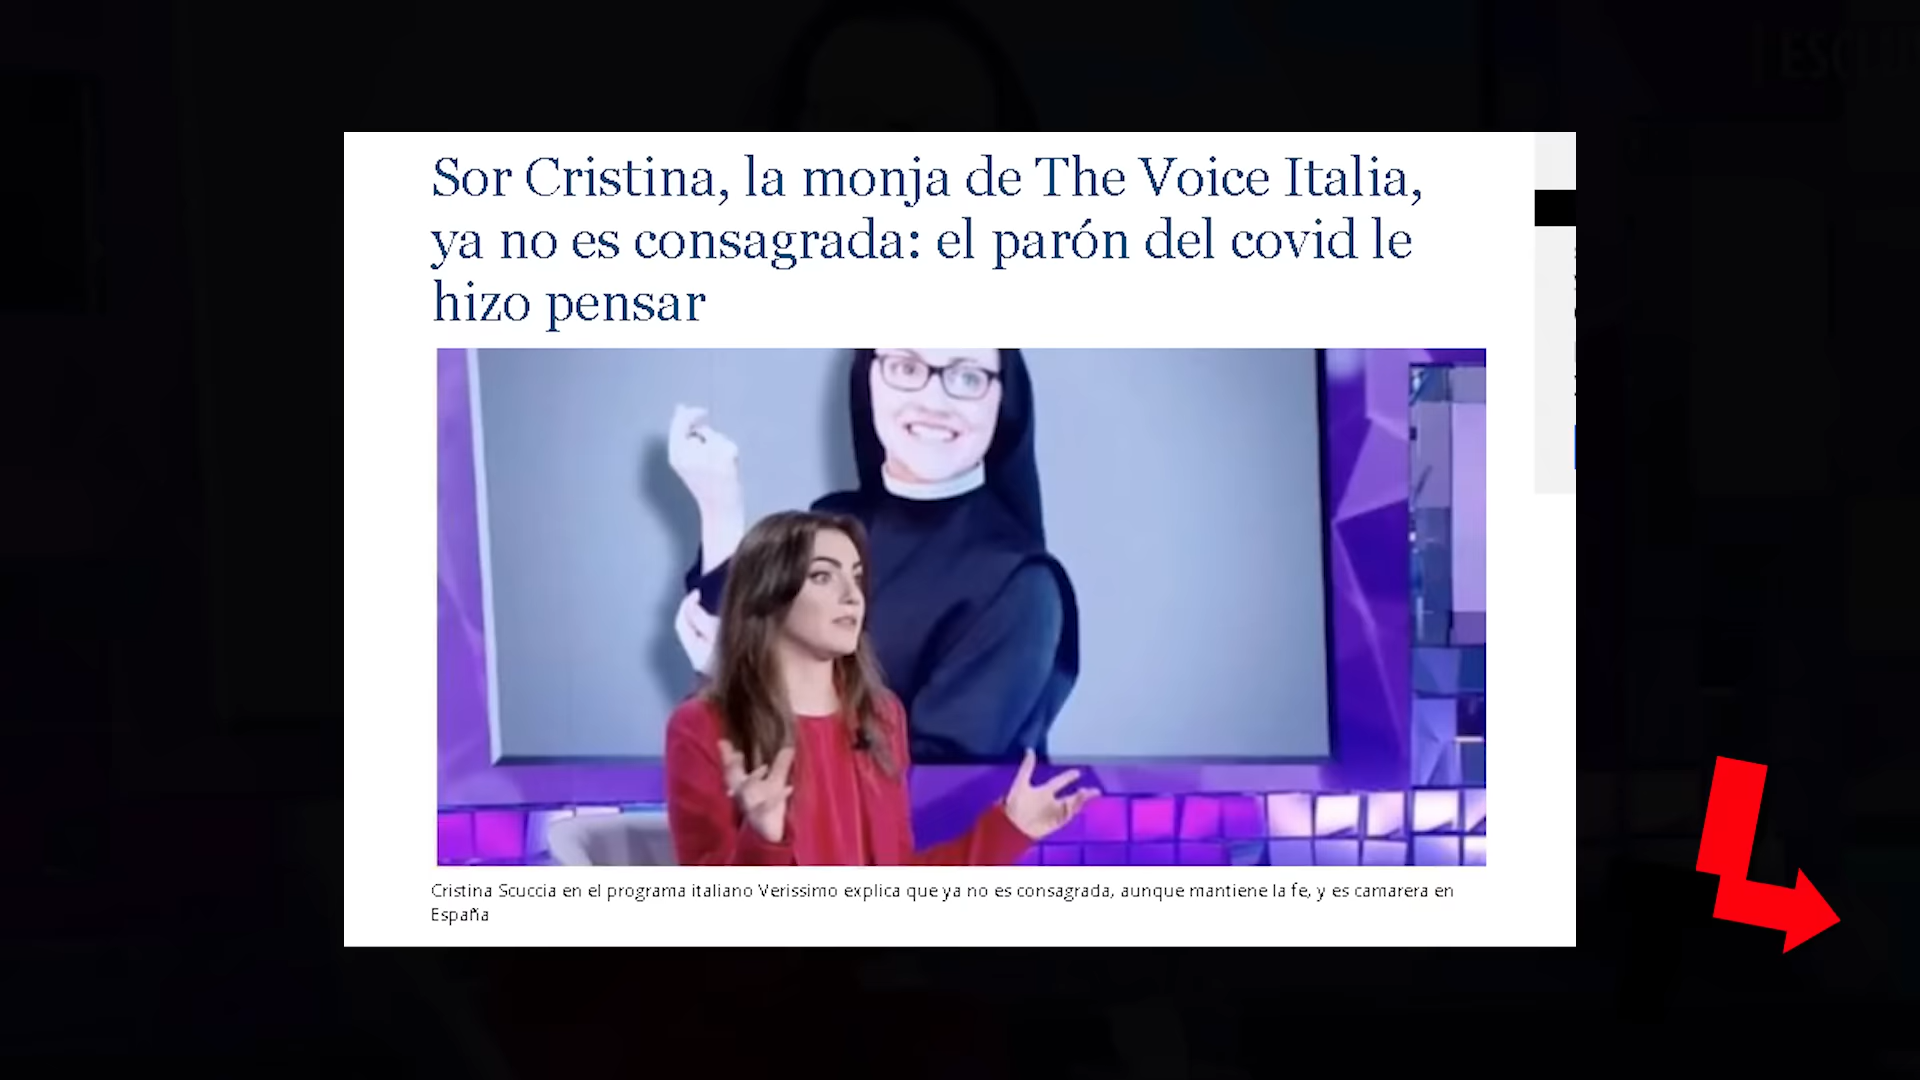 Sor Cristina, la monja de The Voice Italia,
ya no es consagrada: el parón del covid le
hizo pensar
Cristina Scuccia en el programa italiano Verissimo explica que ya no es consagrada, aunque mantiene la fe, y es camarera en
España